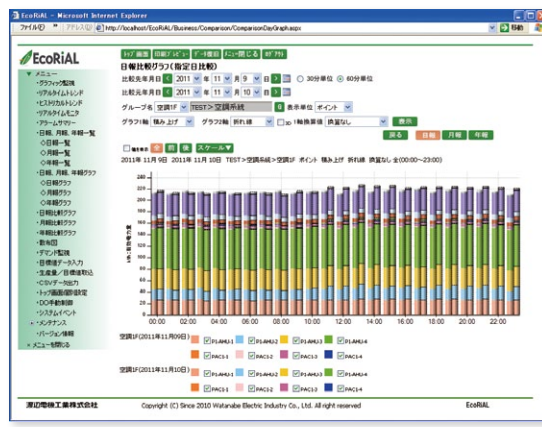 EcoRiAL - Microsoft Internet Explorer
ファイル(F)
アドレス(D) http://localhost/EcoRiAL/Business/Comparison/ComparisonDayGraph.aspx
移動
EcoRiAL
トップ画面 印刷プレビュー データ復旧 メニュー閉じる ログアウト
日報比較グラフ(指定日比較)
比較先年月日 2011 年 11 月 9 日 30分単位 60分単位
比較元年月日 2011 年 11 月 10 日
グループ名 空調1F TEST>空調系統 Q 表示単位 ポイント
グラフ1軸 積み上げ グラフ2軸 折れ線 3D 1軸換算値 換算なし 表示
戻る 日報 月報 年報
全 前 後 スケール▼
2011年 11月 9日 2011年 11月 10日 TEST>空調系統>空調1F ポイント 積み上げ 折れ線 換算なし 全(00:00~23:00)
メニュー
・グラフィック監視
・リアルタイムトレンド
・ヒストリカルトレンド
・リアルタイムモニタ
・アラームサマリー
・日報、月報、年報一覧
◇日報一覧
◇月報一覧
◇年報一覧
・日報、月報、年報グラフ
◇日報グラフ
◇月報グラフ
◇年報グラフ
・日報比較グラフ
・月報比較グラフ
・年報比較グラフ
・散布図
・デマンド監視
・目標値データ入力
・生産量/目標値取込
・CSVデータ出力
・トップ画面個別設定
・DO手動制御
・システムイベント
・メンテナンス
・バージョン情報
× メニューを閉じる
240
220
200
180
160
140
120
100
80
60
40
20
0
00:00 02:00 04:00 06:00 08:00 10:00 12:00 14:00 16:00 18:00 20:00 22:00
空調1F(2011年11月09日) P1-AHU-1 P1-AHU-2 P1-AHU-3 P1-AHU-4
PAC1-1 PAC1-2 PAC1-3 PAC1-4
空調1F(2011年11月10日) P1-AHU-1 P1-AHU-2 P1-AHU-3 P1-AHU-4
PAC1-1 PAC1-2 PAC1-3 PAC1-4
渡辺電機工業株式会社 Copyright (C) Since 2010 Watanabe Electric Industry Co., Ltd. All right reserved EcoRiAL